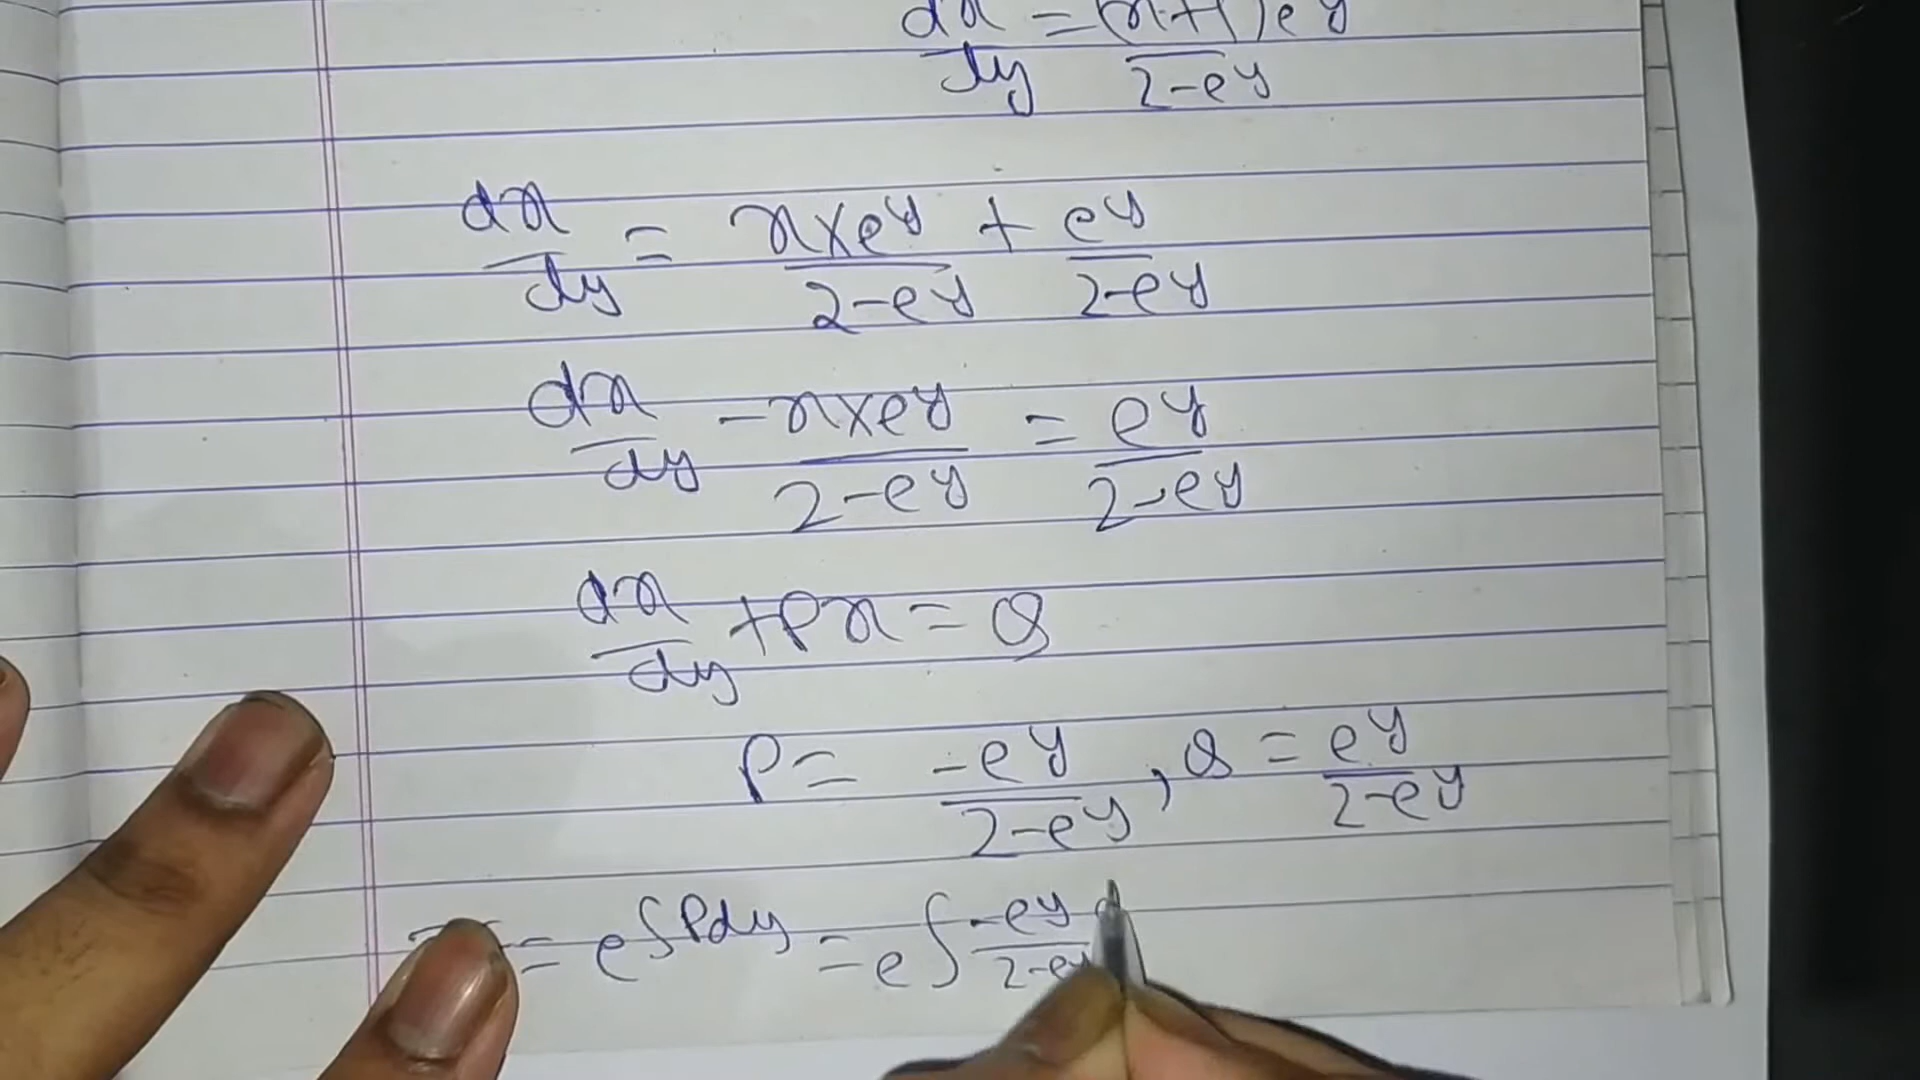 dx/dy = (x+1)e^y/2-e^y
dx/dy = x×e^y/2-e^y + e^y/2-e^y
dx/dy - x×e^y/2-e^y = e^y/2-e^y
dx/dy + Px = Q
P = -e^y/2-e^y , Q = e^y/2-e^y
= e^∫Pdy = e^∫-e^y/2-e^y